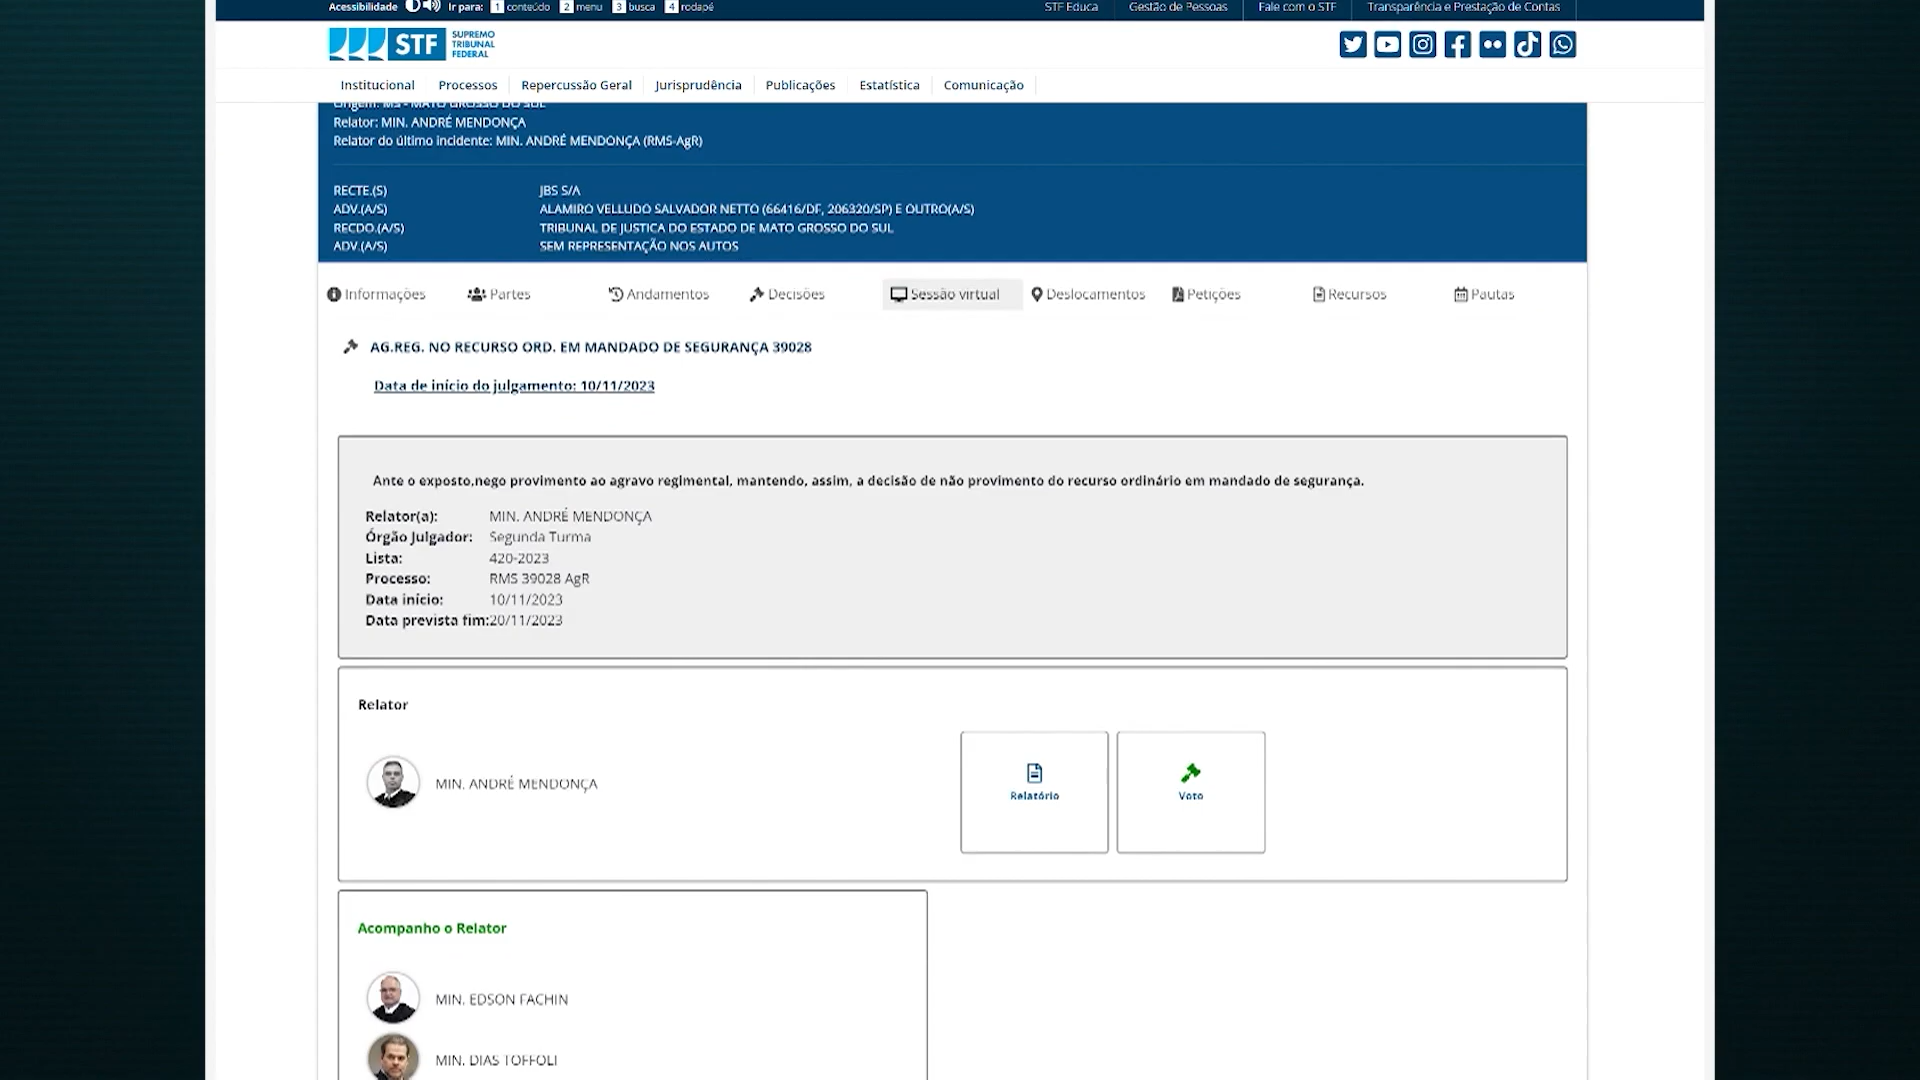 Acessibilidade Ir para: 1 conteúdo 2 menu 3 busca 4 rodapé STF Educa Gestão de Pessoas Fale com o STF Transparência e Prestação de Contas
STF SUPREMO TRIBUNAL FEDERAL
Institucional Processos Repercussão Geral Jurisprudência Publicações Estatística Comunicação
Origem: MS - MATO GROSSO DO SUL
Relator: MIN. ANDRÉ MENDONÇA
Relator do último incidente: MIN. ANDRÉ MENDONÇA (RMS-AgR)
RECTE.(S) JBS S/A
ADV.(A/S) ALAMIRO VELLUDO SALVADOR NETTO (66416/DF, 206320/SP) E OUTRO(A/S)
RECDO.(A/S) TRIBUNAL DE JUSTICA DO ESTADO DE MATO GROSSO DO SUL
ADV.(A/S) SEM REPRESENTAÇÃO NOS AUTOS
Informações Partes Andamentos Decisões Sessão virtual Deslocamentos Petições Recursos Pautas
AG.REG. NO RECURSO ORD. EM MANDADO DE SEGURANÇA 39028
Data de início do julgamento: 10/11/2023
Ante o exposto,nego provimento ao agravo regimental, mantendo, assim, a decisão de não provimento do recurso ordinário em mandado de segurança.
Relator(a): MIN. ANDRÉ MENDONÇA
Órgão Julgador: Segunda Turma
Lista: 420-2023
Processo: RMS 39028 AgR
Data início: 10/11/2023
Data prevista fim:20/11/2023
Relator
MIN. ANDRÉ MENDONÇA
Relatório Voto
Acompanho o Relator
MIN. EDSON FACHIN
MIN. DIAS TOFFOLI